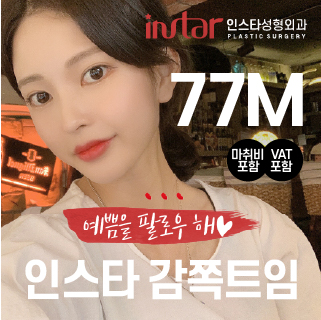 instar 인스타성형외과
PLASTIC SURGERY
77M
마취비 포함
VAT 포함
예쁨을 팔로우 해
인스타 감쪽트임